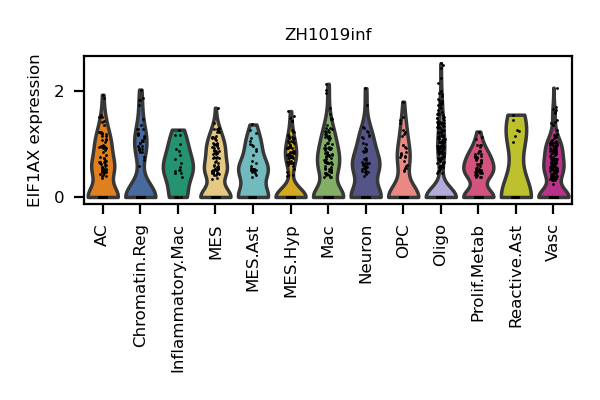 ZH1019inf
EIF1AX expression
2
0
AC
Chromatin.Reg
Inflammatory.Mac
MES
MES.Ast
MES.Hyp
Mac
Neuron
OPC
Oligo
Prolif.Metab
Reactive.Ast
Vasc